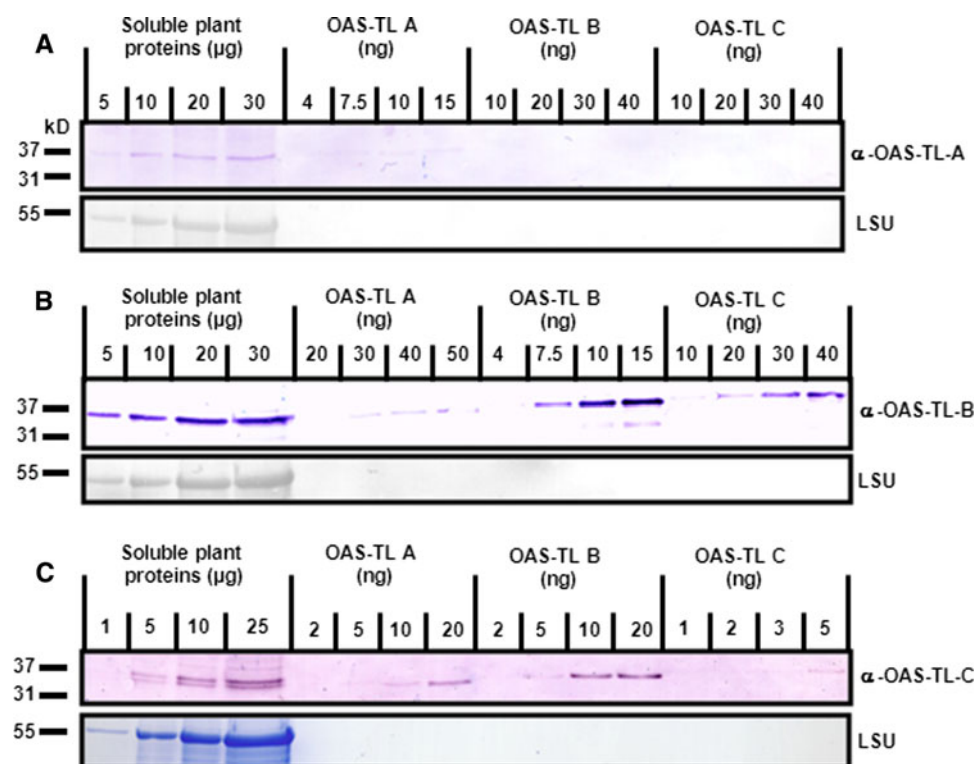 A
Soluble plant proteins (µg)
OAS-TL A (ng)
OAS-TL B (ng)
OAS-TL C (ng)
5 10 20 30 4 7.5 10 15 10 20 30 40 10 20 30 40
kD
37
31
α-OAS-TL-A
55
LSU
B
Soluble plant proteins (µg)
OAS-TL A (ng)
OAS-TL B (ng)
OAS-TL C (ng)
5 10 20 30 20 30 40 50 4 7.5 10 15 10 20 30 40
37
31
α-OAS-TL-B
55
LSU
C
Soluble plant proteins (µg)
OAS-TL A (ng)
OAS-TL B (ng)
OAS-TL C (ng)
1 5 10 25 2 5 10 20 2 5 10 20 1 2 3 5
37
31
α-OAS-TL-C
55
LSU